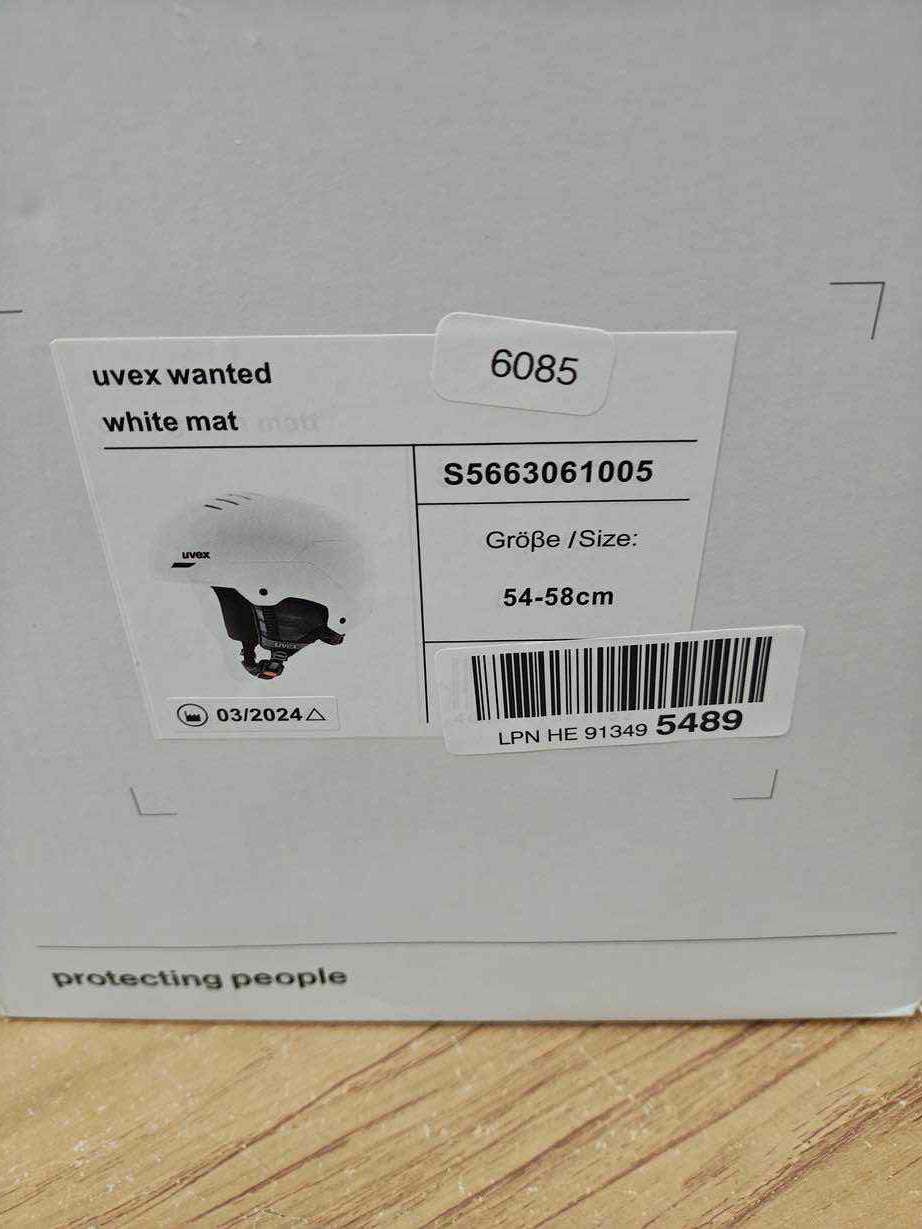 6085
uvex wanted
white mat
S5663061005
Größe /Size:
54-58cm
uvex
uvex
03/2024
LPN HE 91349 5489
protecting people